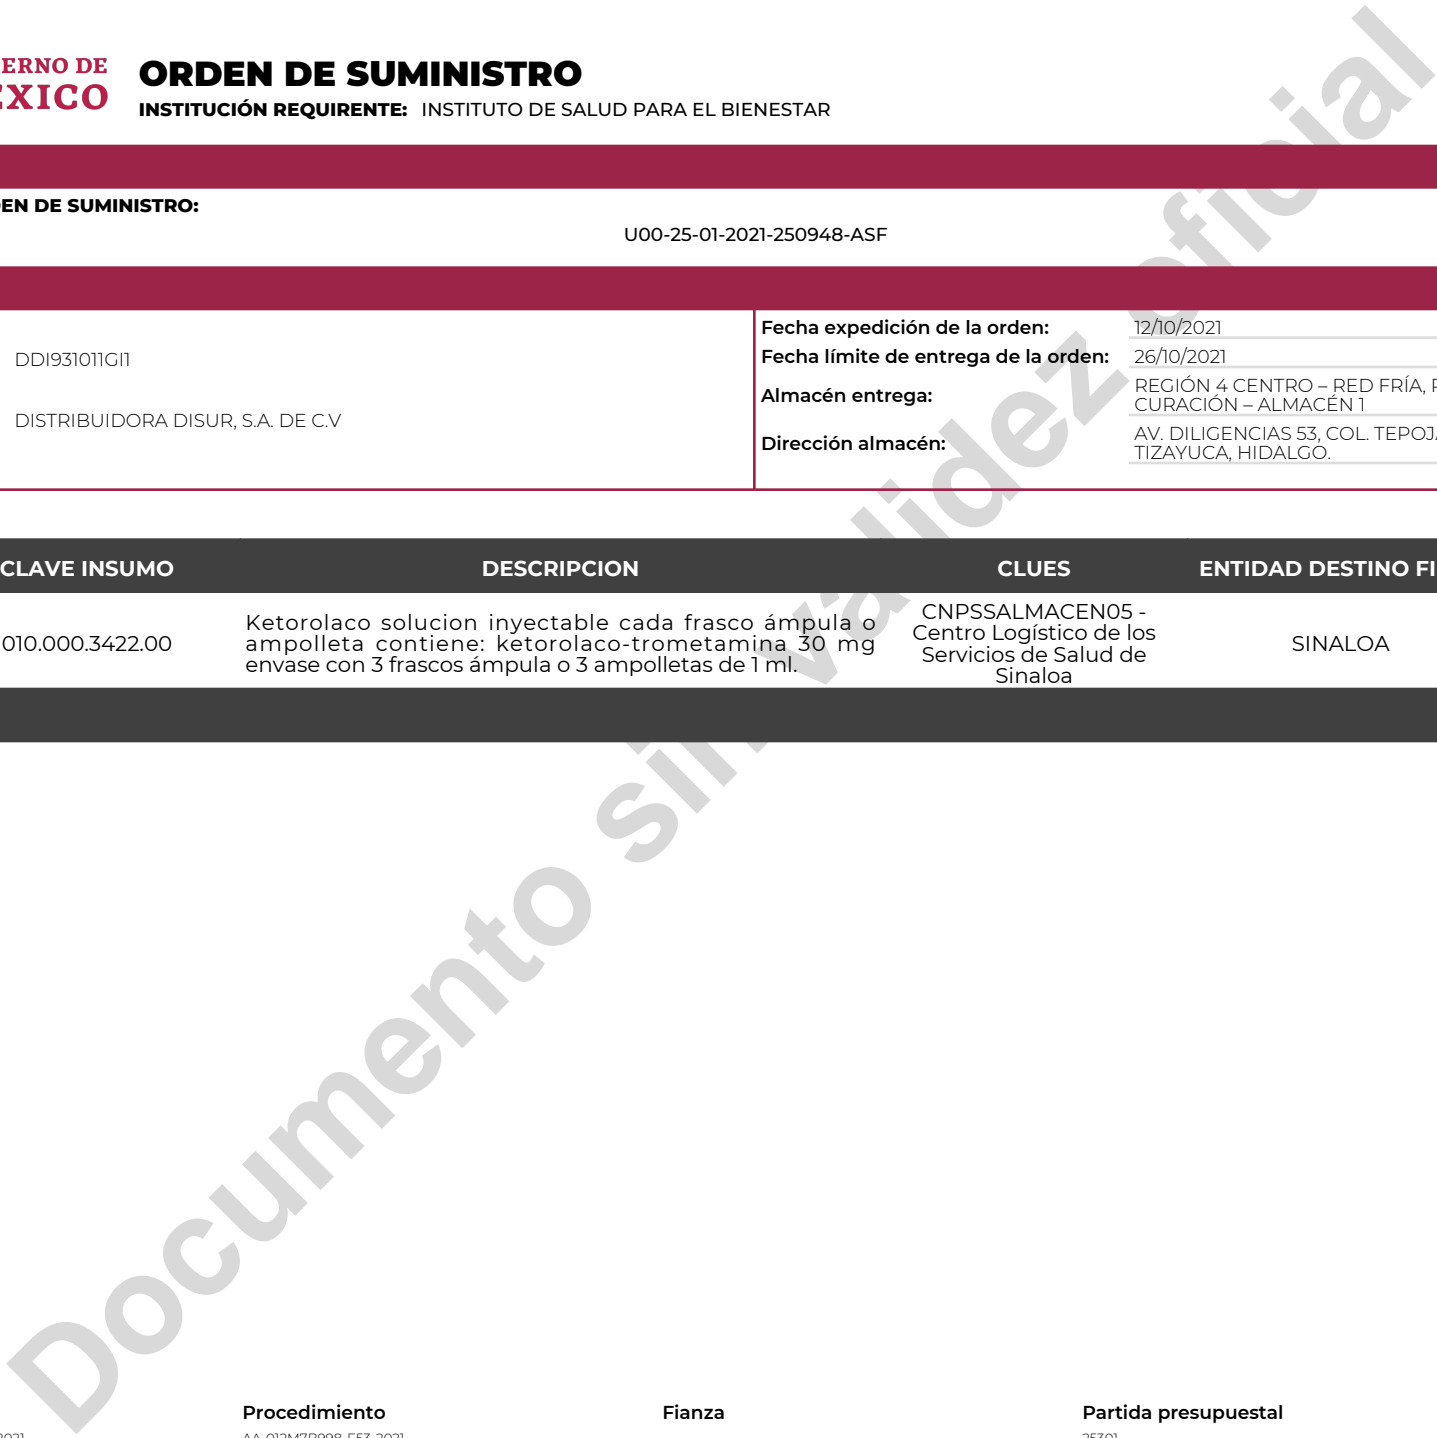 ERNO DE
ORDEN DE SUMINISTRO
EXICO
INSTITUCIÓN REQUIRENTE: INSTITUTO DE SALUD PARA EL BIENESTAR
EN DE SUMINISTRO:
U00-25-01-2021-250948-ASF
DDI931011GI1
DISTRIBUIDORA DISUR, S.A. DE C.V
Fecha expedición de la orden: 12/10/2021
Fecha límite de entrega de la orden: 26/10/2021
Almacén entrega: REGIÓN 4 CENTRO – RED FRÍA,
CURACIÓN – ALMACÉN 1
Dirección almacén: AV. DILIGENCIAS 53, COL. TEPOJ
TIZAYUCA, HIDALGO.
CLAVE INSUMO DESCRIPCION CLUES ENTIDAD DESTINO FI
010.000.3422.00
Ketorolaco solucion inyectable cada frasco ámpula o
ampolleta contiene: ketorolaco-trometamina 30 mg
envase con 3 frascos ámpula o 3 ampolletas de 1 ml.
CNPSSALMACEN05 -
Centro Logístico de los
Servicios de Salud de
Sinaloa
SINALOA
Documento sin validez oficial
Procedimiento Fianza Partida presupuestal